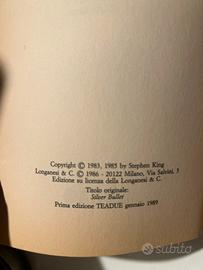 Copyright © 1983, 1985 by Stephen King
Longanesi & C. © 1986 - 20122 Milano, Via Salvini, 3
Edizione su licenza della Longanesi & C.
Titolo originale:
Silver Bullet
Prima edizione TEADUE gennaio 1989
subito